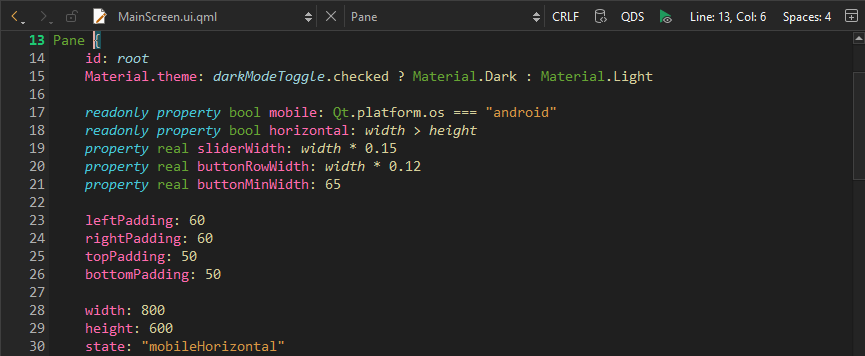 MainScreen.ui.qml Pane CRLF QDS Line: 13, Col: 6 Spaces: 4
13 Pane {
14 id: root
15 Material.theme: darkModeToggle.checked ? Material.Dark : Material.Light
16
17 readonly property bool mobile: Qt.platform.os === "android"
18 readonly property bool horizontal: width > height
19 property real sliderWidth: width * 0.15
20 property real buttonRowWidth: width * 0.12
21 property real buttonMinWidth: 65
22
23 leftPadding: 60
24 rightPadding: 60
25 topPadding: 50
26 bottomPadding: 50
27
28 width: 800
29 height: 600
30 state: "mobileHorizontal"